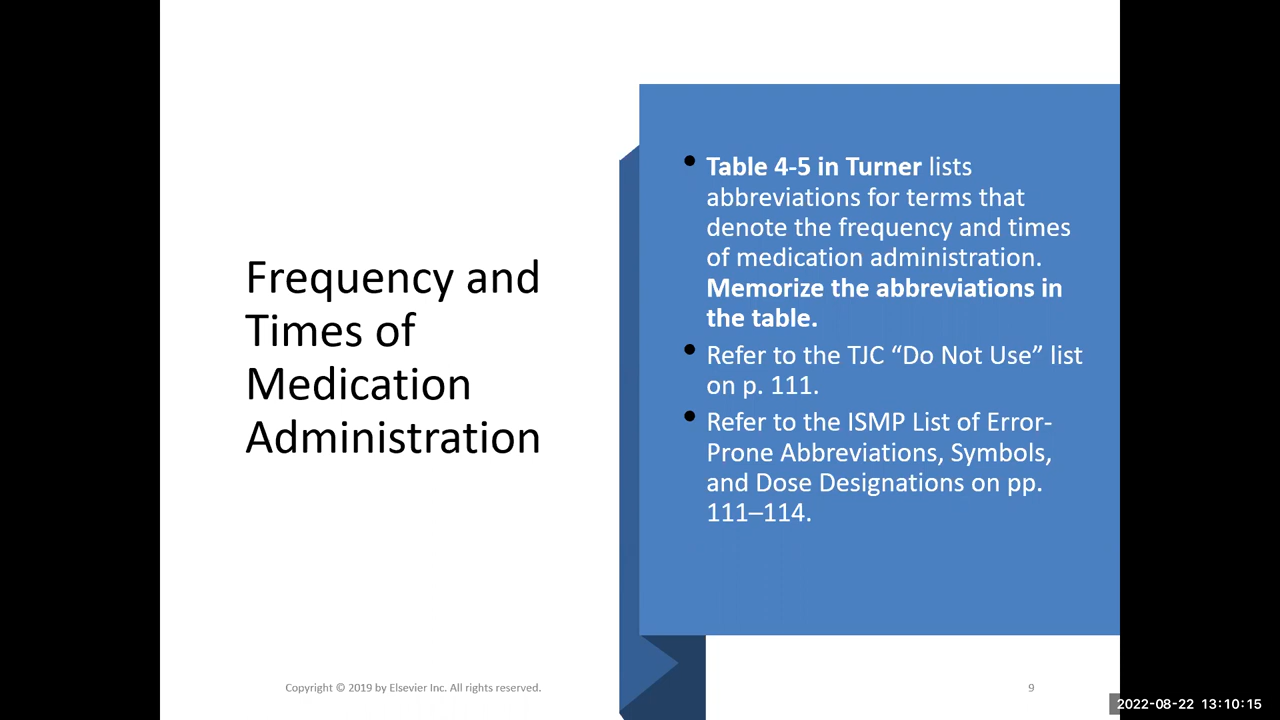 Frequency and
Times of
Medication
Administration
• Table 4-5 in Turner lists
abbreviations for terms that
denote the frequency and times
of medication administration.
Memorize the abbreviations in
the table.
• Refer to the TJC “Do Not Use” list
on p. 111.
• Refer to the ISMP List of Error-
Prone Abbreviations, Symbols,
and Dose Designations on pp.
111–114.
Copyright © 2019 by Elsevier Inc. All rights reserved.
9
2022-08-22 13:10:15